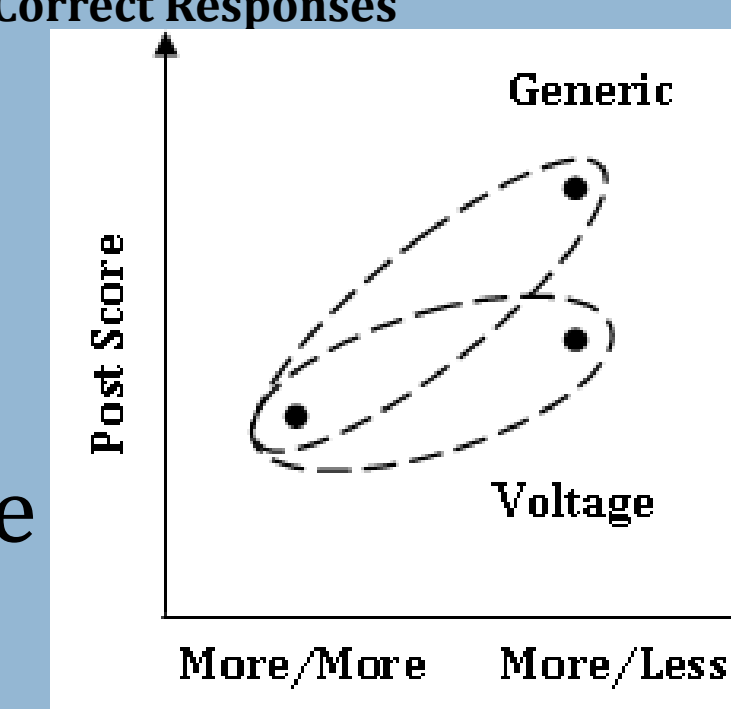 Correct Responses
Generic
Post Score
e
Voltage
More/More
More/Less